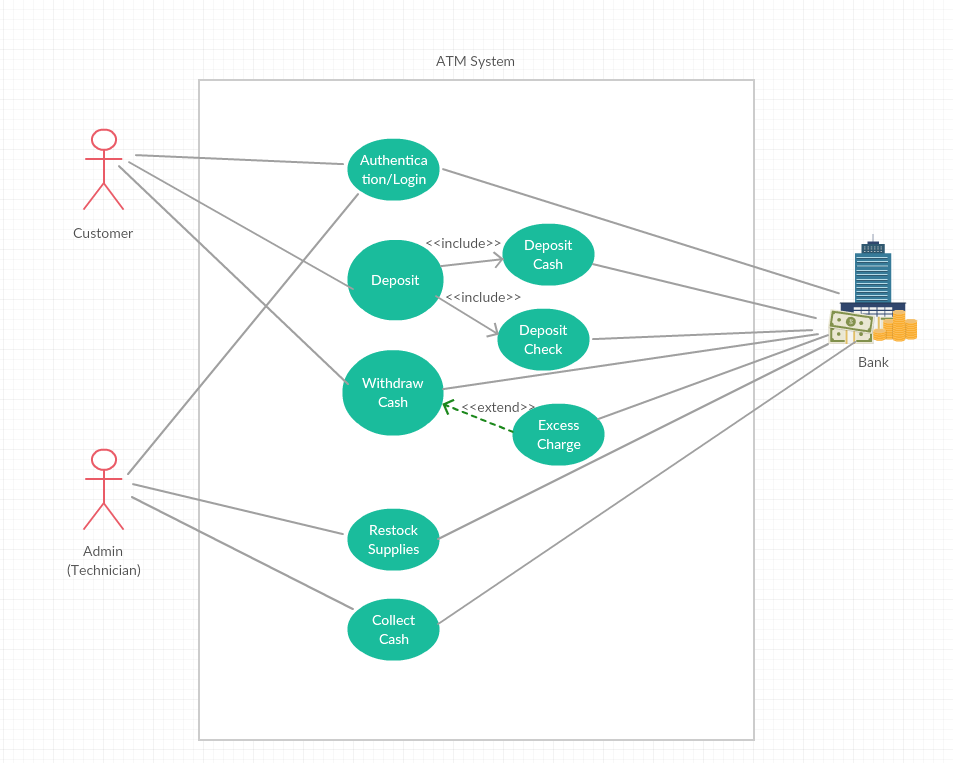 ATM System
Customer
Authentica
tion/Login
<<include>>
Deposit
Cash
Deposit
<<include>>
Deposit
Check
Bank
Withdraw
Cash
<<extend>>
Excess
Charge
Admin
(Technician)
Restock
Supplies
Collect
Cash